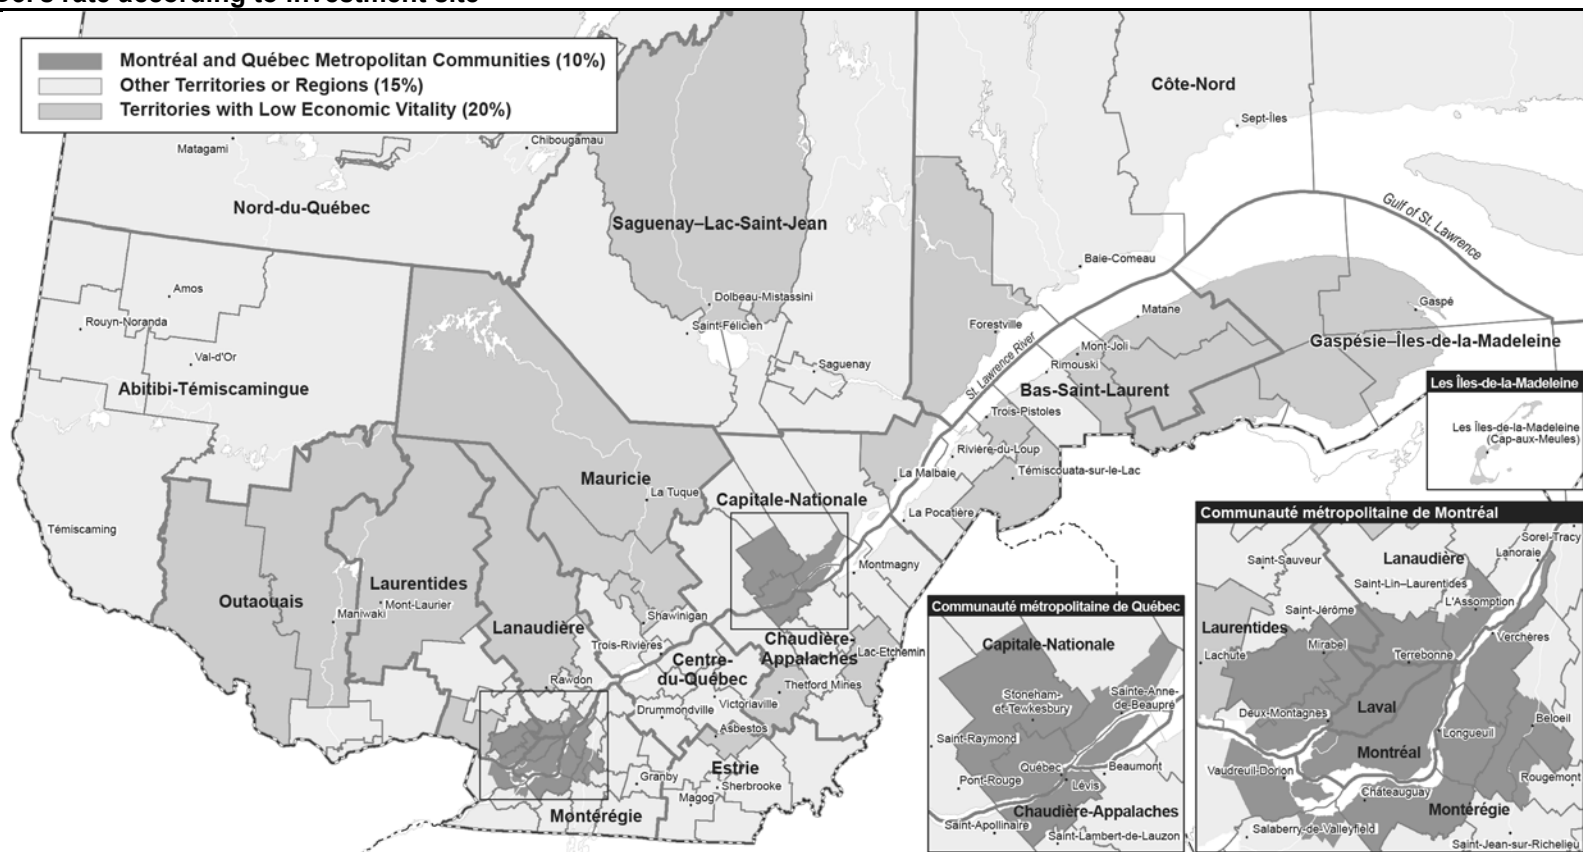 Montréal and Québec Metropolitan Communities (10%)
Other Territories or Regions (15%)
Territories with Low Economic Vitality (20%)
Côte-Nord
Sept-Îles
Matagami
Chibougamau
Nord-du-Québec
Saguenay–Lac-Saint-Jean
Gulf of St. Lawrence
Baie-Comeau
Amos
Dolbeau-Mistassini
Matane
Gaspé
Rouyn-Noranda
Saint-Félicien
Forestville
Gaspésie–Îles-de-la-Madeleine
Val-d'Or
Saguenay
St. Lawrence River
Mont-Joli
Rimouski
Abitibi-Témiscamingue
Bas-Saint-Laurent
Les Îles-de-la-Madeleine
Trois-Pistoles
Les Îles-de-la-Madeleine
(Cap-aux-Meules)
Rivière-du-Loup
Mauricie
La Malbaie
Témiscouata-sur-le-Lac
La Tuque
Capitale-Nationale
La Pocatière
Témiscaming
Montmagny
Laurentides
Outaouais
Maniwaki
Mont-Laurier
Shawinigan
Lanaudière
Trois-Rivières
Chaudière-
Appalaches
Lac-Etchemin
Centre-
du-Québec
Rawdon
Thetford Mines
Drummondville
Victoriaville
Asbestos
Estrie
Granby
Sherbrooke
Magog
Montérégie
Communauté métropolitaine de Québec
Capitale-Nationale
Stoneham-
et-Tewkesbury
Sainte-Anne-
de-Beaupré
Saint-Raymond
Québec
Beaumont
Pont-Rouge
Lévis
Chaudière-Appalaches
Saint-Apollinaire
Saint-Lambert-de-Lauzon
Communauté métropolitaine de Montréal
Sorel-Tracy
Lanoraie
Saint-Sauveur
Lanaudière
Saint-Lin–Laurentides
L'Assomption
Saint-Jérôme
Laurentides
Mirabel
Verchères
Lachute
Terrebonne
Deux-Montagnes
Laval
Beloeil
Longueuil
Montréal
Vaudreuil-Dorion
Rougemont
Châteauguay
Montérégie
Salaberry-de-Valleyfield
Saint-Jean-sur-Richelieu